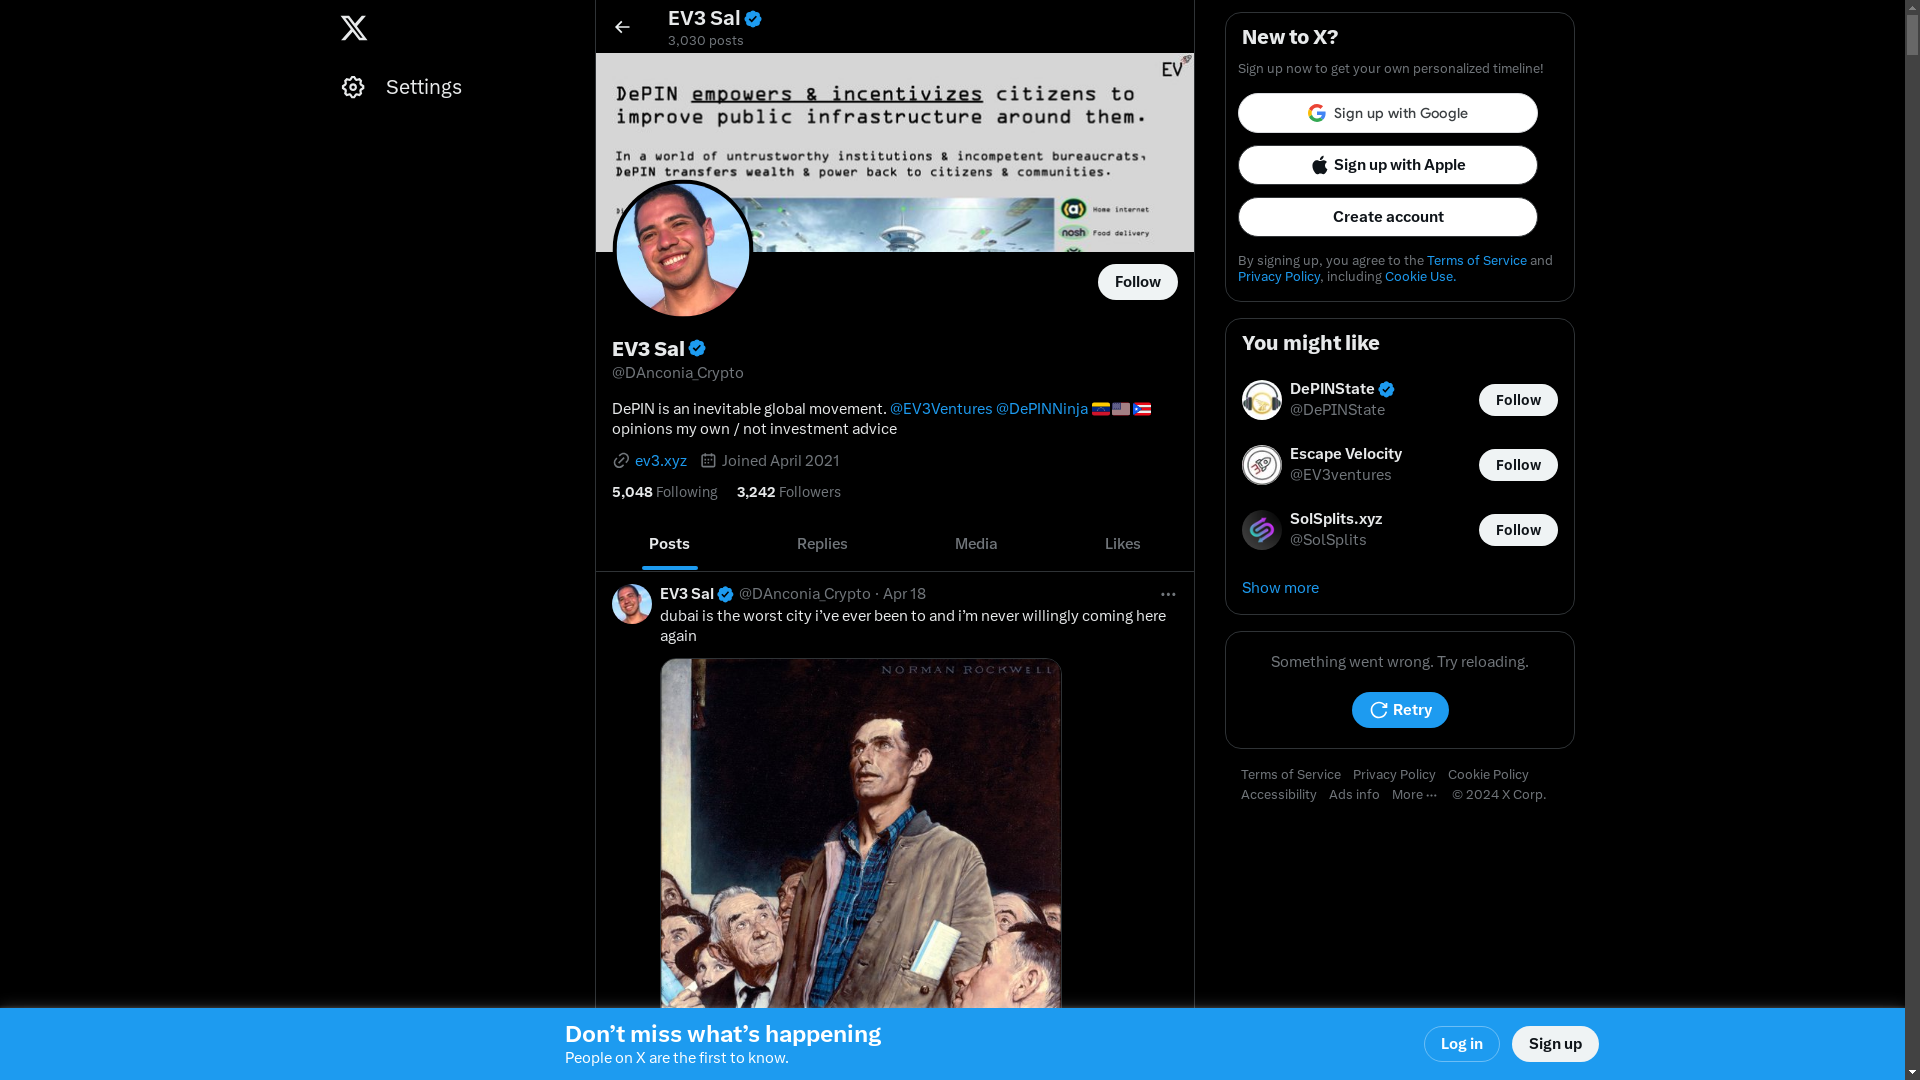 Settings
EV3 Sal
3,030 posts
EV
DePIN empowers & incentivizes citizens to
improve public infrastructure around them.
In a world of untrustworthy institutions & incompetent bureaucrats,
DePIN transfers wealth & power back to citizens & communities.
Home internet
nosh Food delivery
Follow
EV3 Sal
@DAnconia_Crypto
DePIN is an inevitable global movement. @EV3Ventures @DePINNinja
opinions my own / not investment advice
ev3.xyz Joined April 2021
5,048 Following 3,242 Followers
Posts Replies Media Likes
EV3 Sal @DAnconia_Crypto · Apr 18
dubai is the worst city i’ve ever been to and i’m never willingly coming here
again
NORMAN ROCKWELL
New to X?
Sign up now to get your own personalized timeline!
Sign up with Google
Sign up with Apple
Create account
By signing up, you agree to the Terms of Service and
Privacy Policy, including Cookie Use.
You might like
DePINState
@DePINState
Follow
Escape Velocity
@EV3ventures
Follow
SolSplits.xyz
@SolSplits
Follow
Show more
Something went wrong. Try reloading.
Retry
Terms of Service Privacy Policy Cookie Policy
Accessibility Ads info More ··· © 2024 X Corp.
Don’t miss what’s happening
People on X are the first to know.
Log in
Sign up